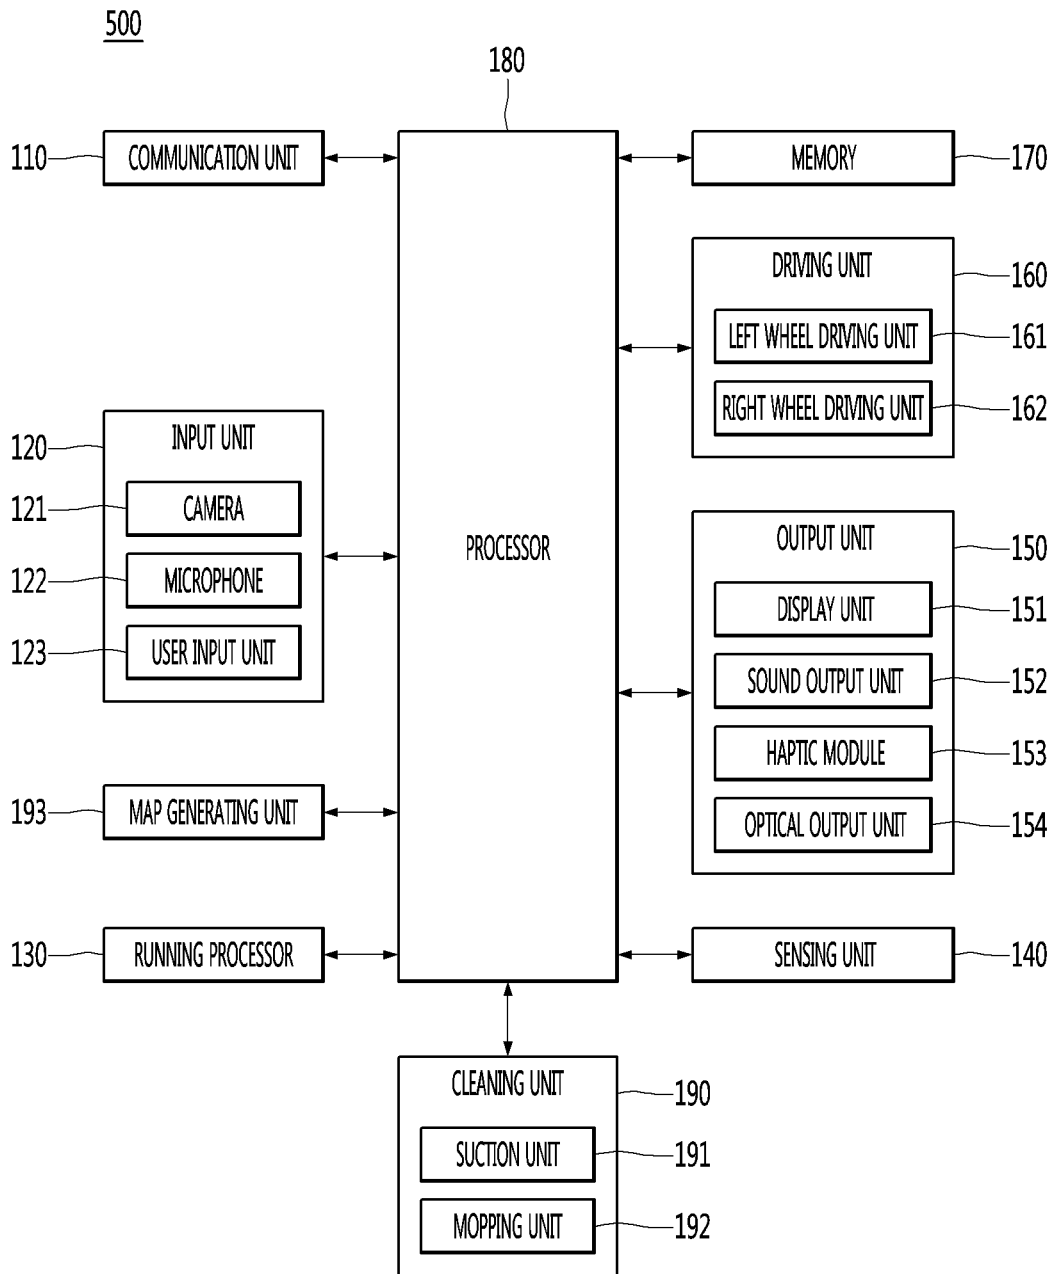 500
180
110
COMMUNICATION UNIT
MEMORY
170
DRIVING UNIT
160
LEFT WHEEL DRIVING UNIT
161
RIGHT WHEEL DRIVING UNIT
162
120
INPUT UNIT
121
CAMERA
122
MICROPHONE
123
USER INPUT UNIT
PROCESSOR
OUTPUT UNIT
150
DISPLAY UNIT
151
SOUND OUTPUT UNIT
152
HAPTIC MODULE
153
OPTICAL OUTPUT UNIT
154
193
MAP GENERATING UNIT
130
RUNNING PROCESSOR
SENSING UNIT
140
CLEANING UNIT
190
SUCTION UNIT
191
MOPPING UNIT
192